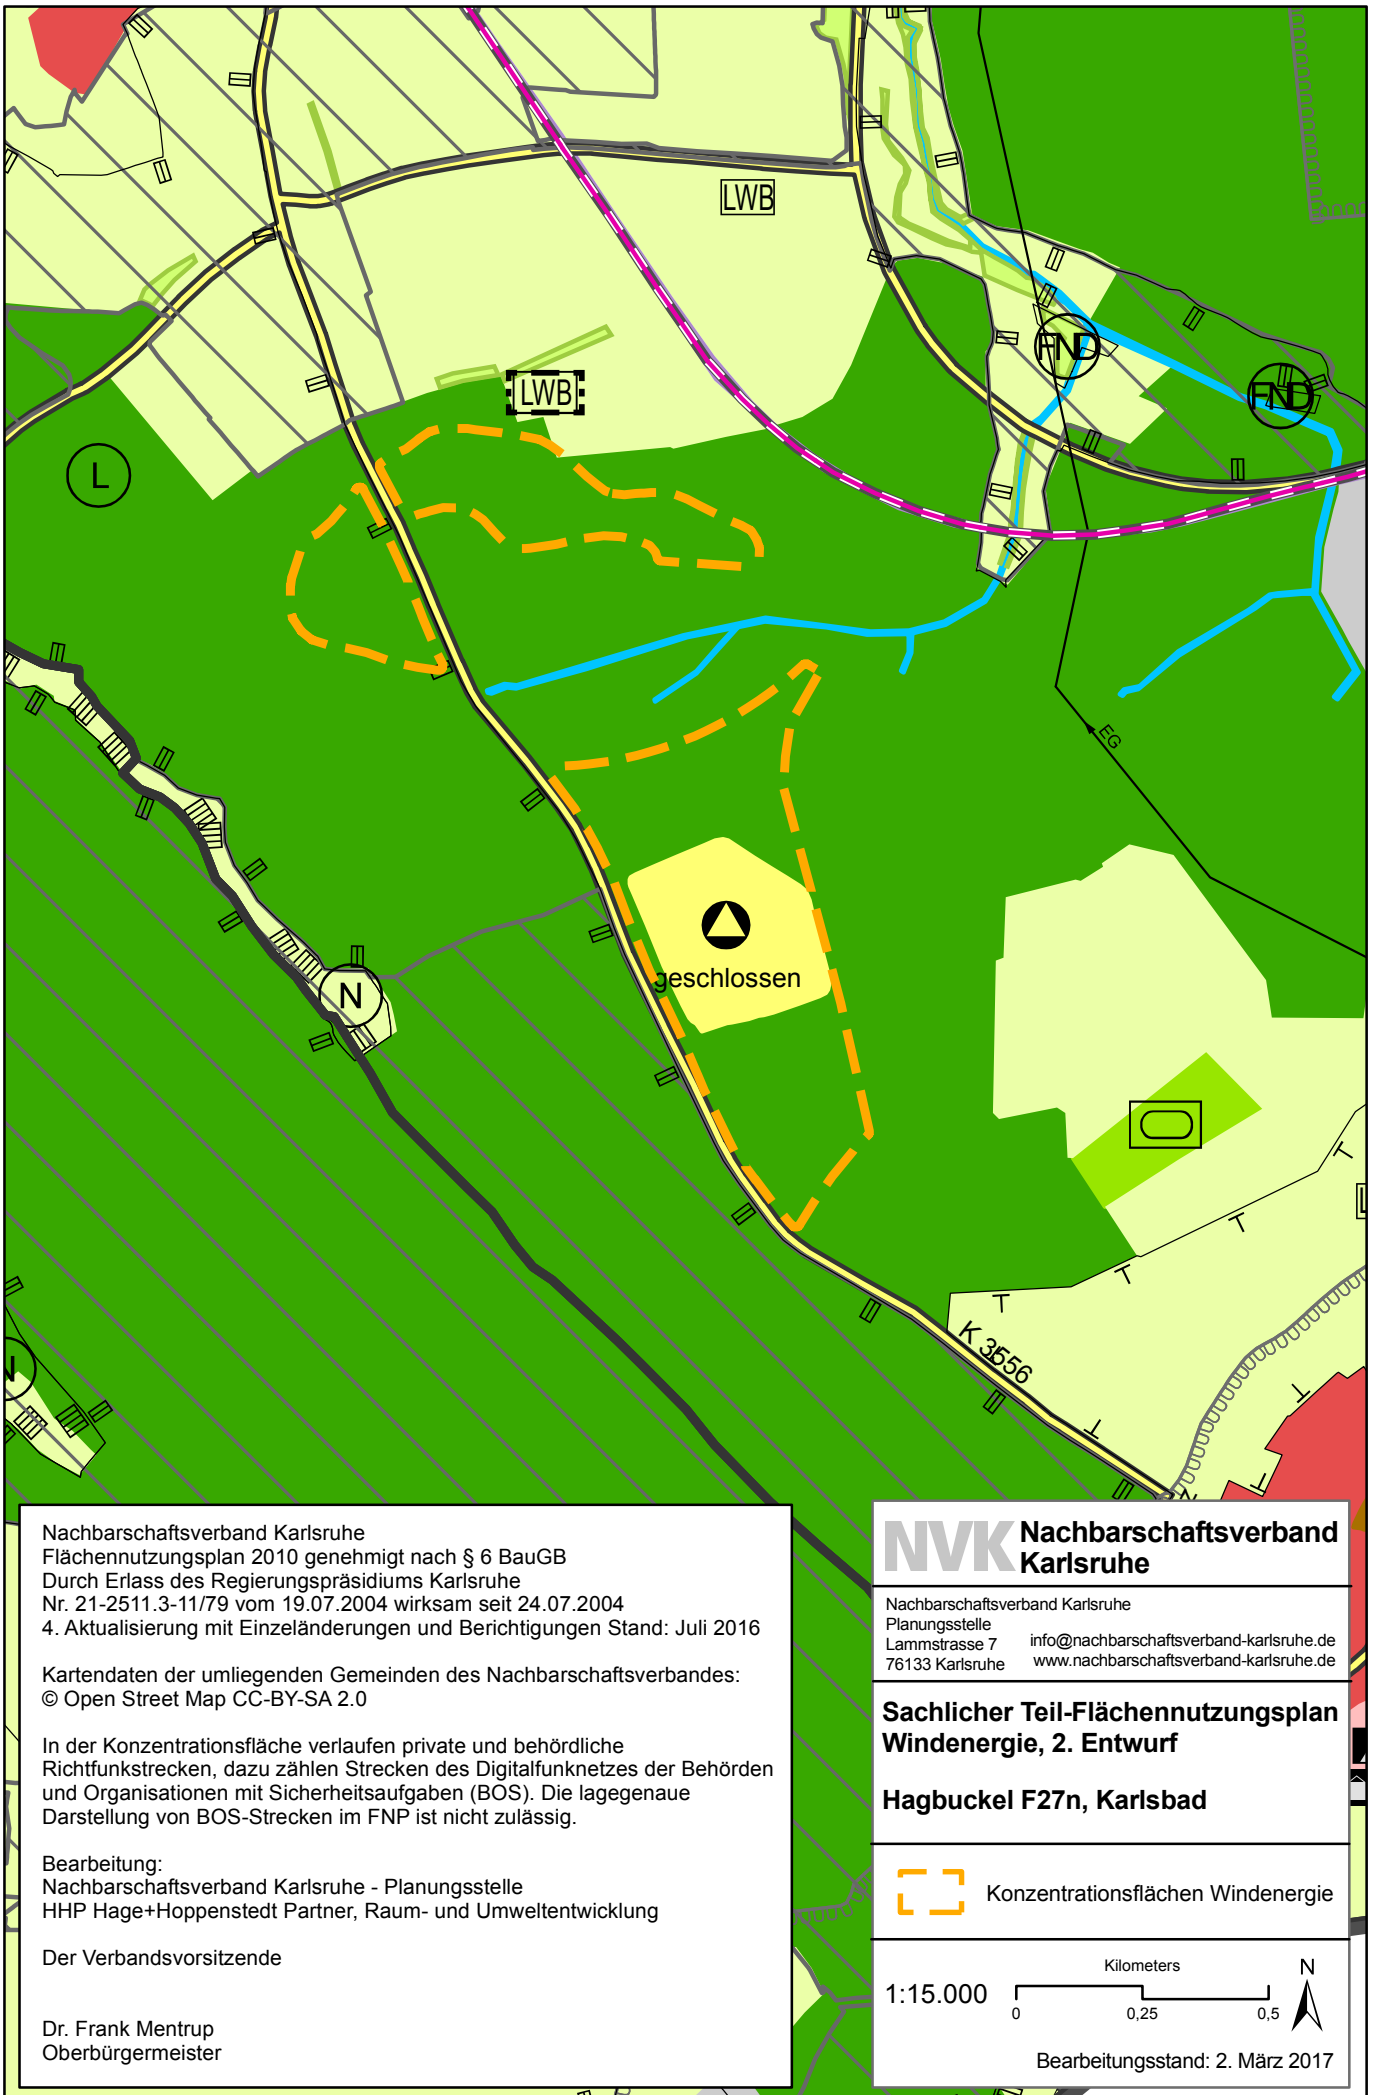 LWB
FND
FND
LWB
L
EG
geschlossen
N
K 3556
N
L
Nachbarschaftsverband Karlsruhe
Flächennutzungsplan 2010 genehmigt nach § 6 BauGB
Durch Erlass des Regierungspräsidiums Karlsruhe
Nr. 21-2511.3-11/79 vom 19.07.2004 wirksam seit 24.07.2004
4. Aktualisierung mit Einzeländerungen und Berichtigungen Stand: Juli 2016
Kartendaten der umliegenden Gemeinden des Nachbarschaftsverbandes:
© Open Street Map CC-BY-SA 2.0
In der Konzentrationsfläche verlaufen private und behördliche
Richtfunkstrecken, dazu zählen Strecken des Digitalfunknetzes der Behörden
und Organisationen mit Sicherheitsaufgaben (BOS). Die lagegenaue
Darstellung von BOS-Strecken im FNP ist nicht zulässig.
Bearbeitung:
Nachbarschaftsverband Karlsruhe - Planungsstelle
HHP Hage+Hoppenstedt Partner, Raum- und Umweltentwicklung
Der Verbandsvorsitzende
Dr. Frank Mentrup
Oberbürgermeister
NVK Nachbarschaftsverband
Karlsruhe
Nachbarschaftsverband Karlsruhe
Planungsstelle
Lammstrasse 7 info@nachbarschaftsverband-karlsruhe.de
76133 Karlsruhe www.nachbarschaftsverband-karlsruhe.de
Sachlicher Teil-Flächennutzungsplan
Windenergie, 2. Entwurf
Hagbuckel F27n, Karlsbad
Konzentrationsflächen Windenergie
Kilometers
N
1:15.000
0 0,25 0,5
Bearbeitungsstand: 2. März 2017